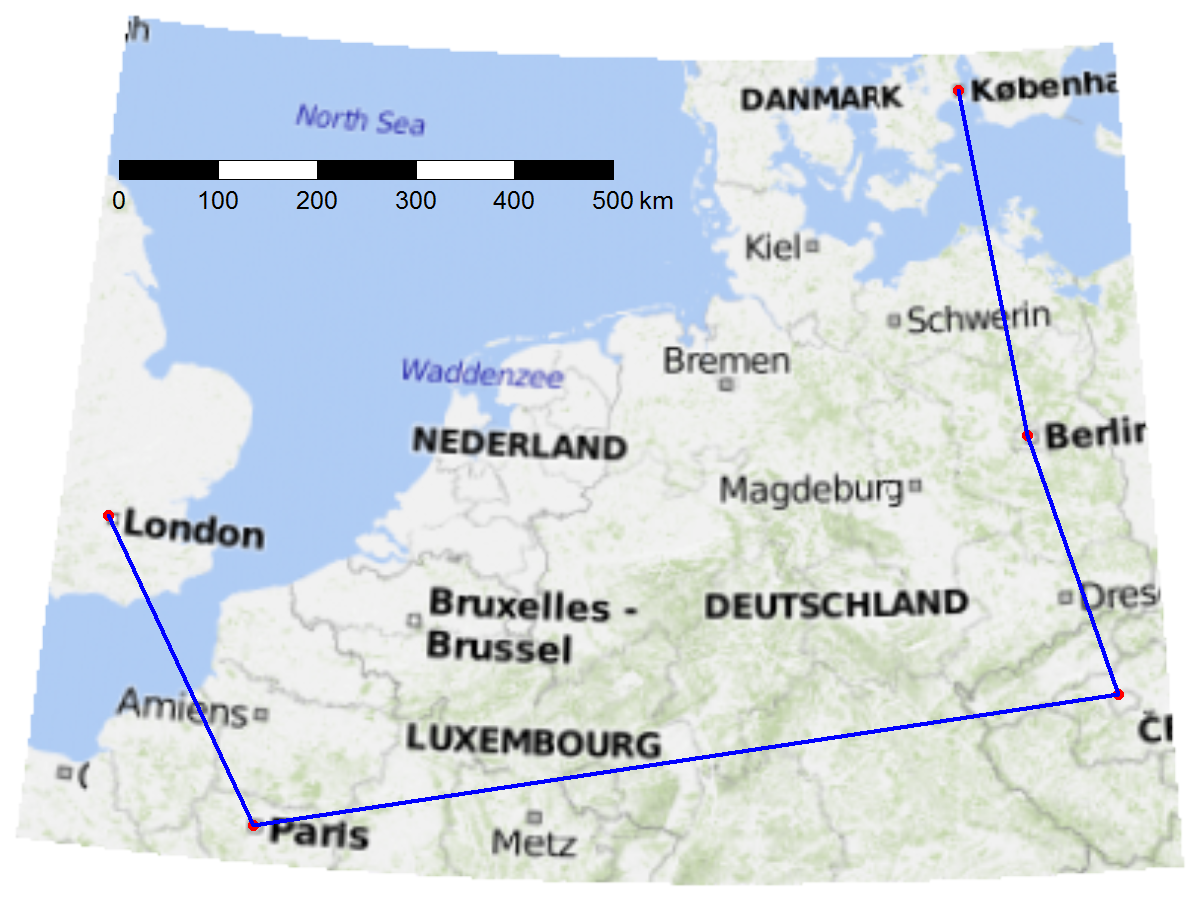 North Sea
DANMARK
Københa
0 100 200 300 400 500 km
Kiel
Schwerin
Waddenzee
Bremen
NEDERLAND
Berlin
Magdeburg
London
Bruxelles -
Brussel
DEUTSCHLAND
Dres
Amiens
LUXEMBOURG
Paris
Metz